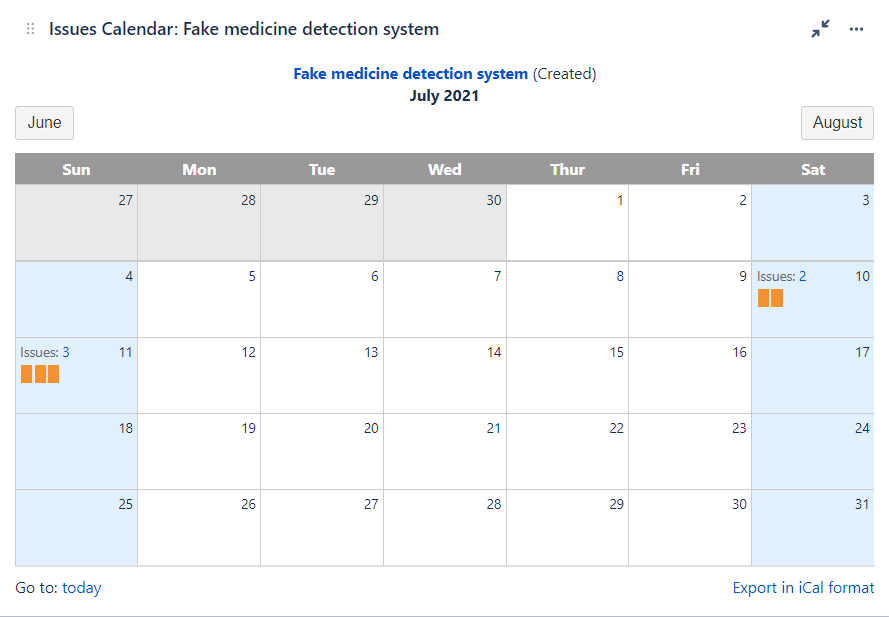 Issues Calendar: Fake medicine detection system
Fake medicine detection system (Created)
July 2021
June
August
Sun Mon Tue Wed Thur Fri Sat
27 28 29 30 1 2 3
4 5 6 7 8 9 Issues: 2 10
Issues: 3 11 12 13 14 15 16 17
18 19 20 21 22 23 24
25 26 27 28 29 30 31
Go to: today
Export in iCal format